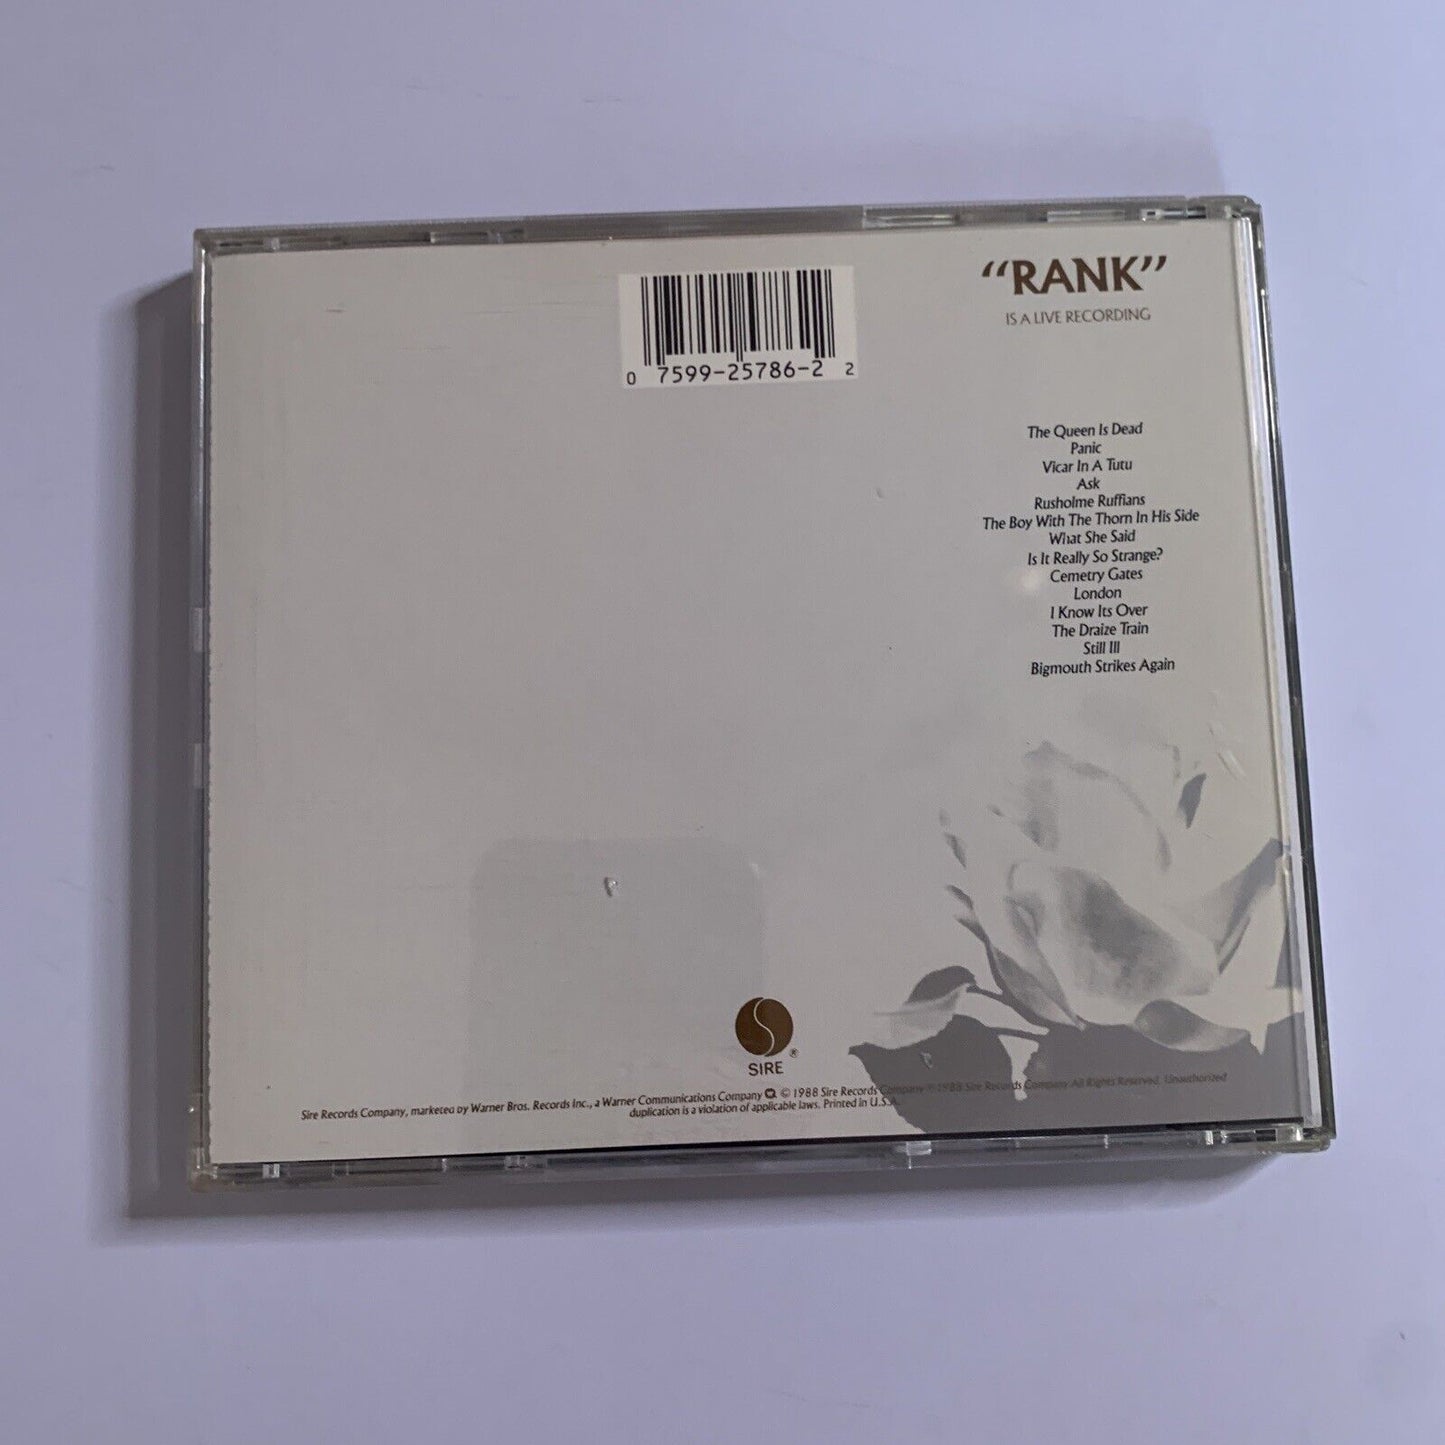 “RANK”
IS A LIVE RECORDING
0 7599-25786-2 2
The Queen Is Dead
Panic
Vicar In A Tutu
Ask
Rusholme Ruffians
The Boy With The Thorn In His Side
What She Said
Is It Really So Strange?
Cemetry Gates
London
I Know Its Over
The Draize Train
Still Ill
Bigmouth Strikes Again
SIRE ®
Sire Records Company, marketed by Warner Bros. Records Inc., a Warner Communications Company © 1988 Sire Records Company ℗ 1988 Sire Records Company All Rights Reserved. Unauthorized
duplication is a violation of applicable laws. Printed in U.S.A.